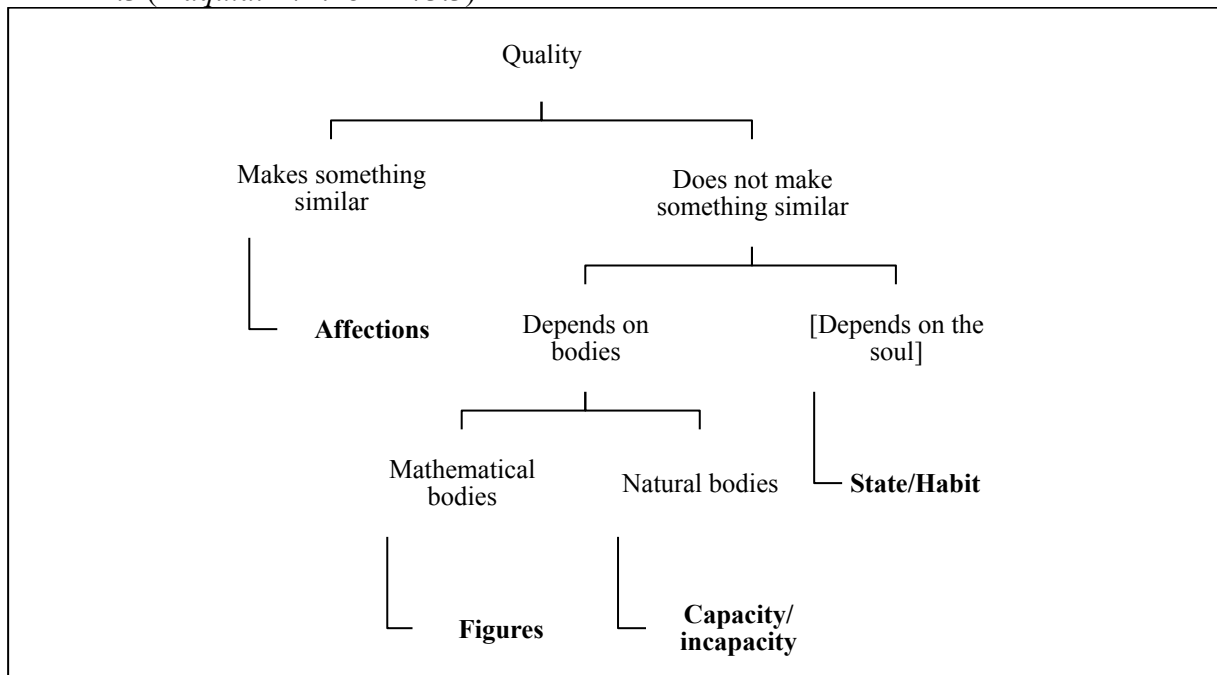 Quality
Makes something
similar
Does not make
something similar
Affections
Depends on
bodies
[Depends on the
soul]
Mathematical
bodies
Natural bodies
State/Habit
Figures
Capacity/
incapacity